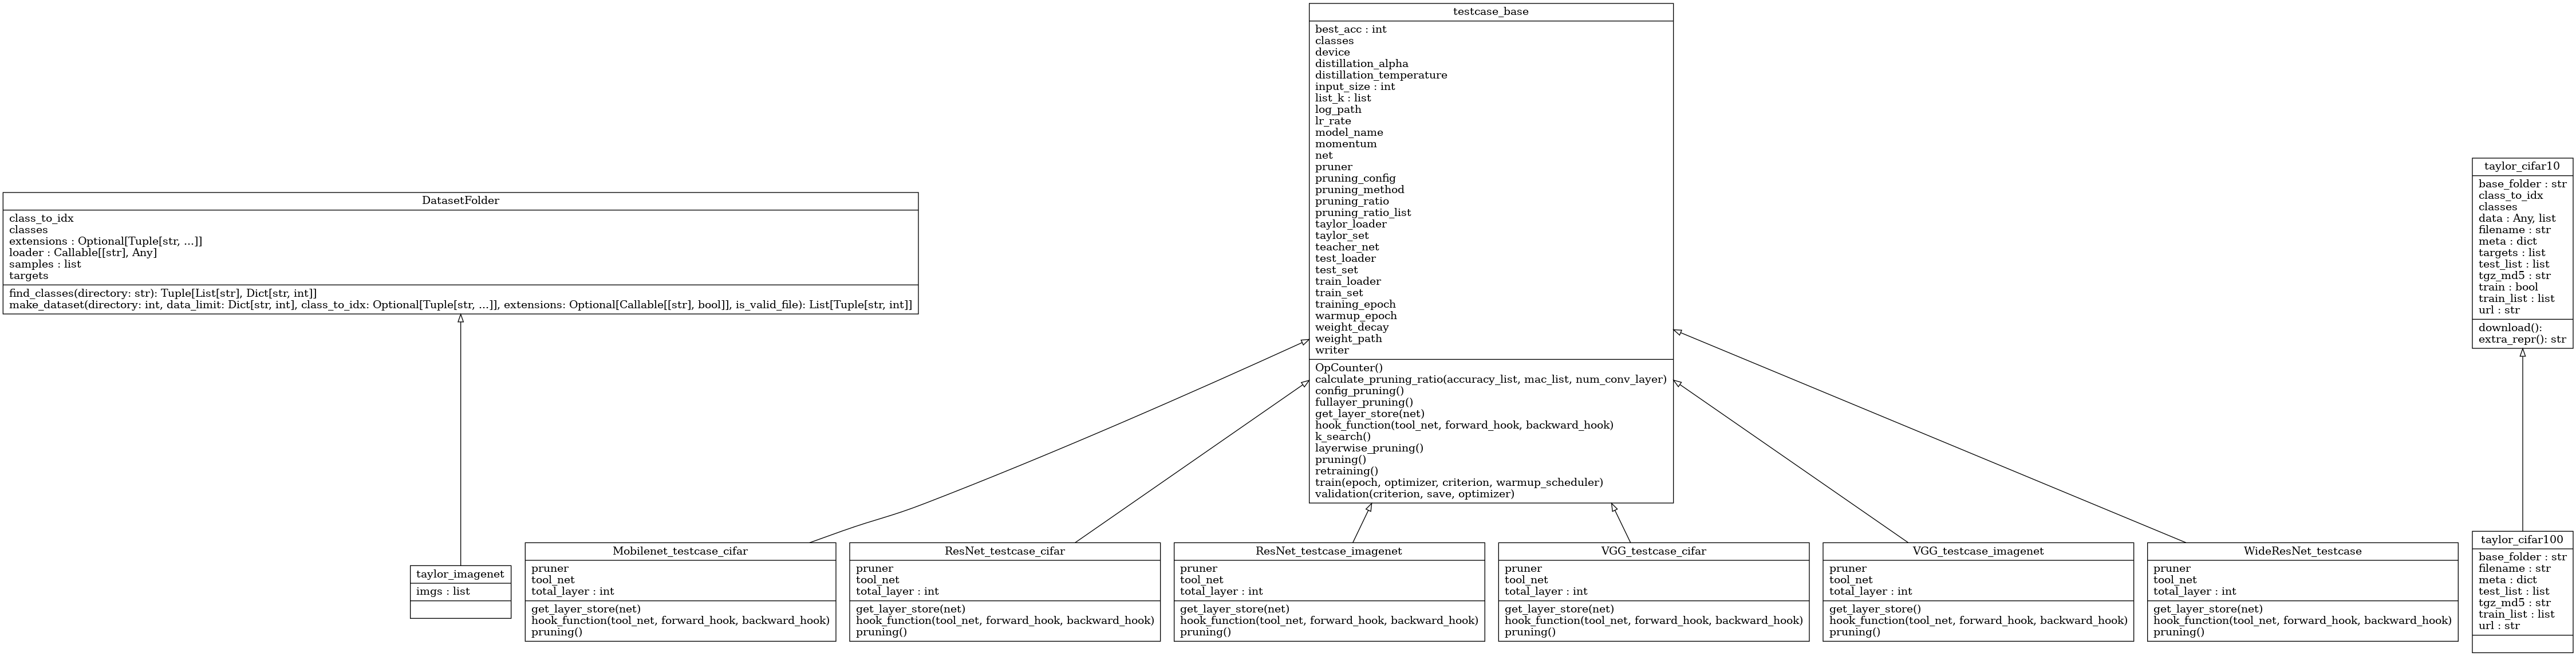 testcase_base
best_acc : int
classes
device
distillation_alpha
distillation_temperature
input_size : int
list_k : list
log_path
lr_rate
model_name
momentum
net
pruner
pruning_config
pruning_method
pruning_ratio
pruning_ratio_list
taylor_loader
taylor_set
teacher_net
test_loader
test_set
train_loader
train_set
training_epoch
warmup_epoch
weight_decay
weight_path
writer
OpCounter()
calculate_pruning_ratio(accuracy_list, mac_list, num_conv_layer)
config_pruning()
fullayer_pruning()
get_layer_store(net)
hook_function(tool_net, forward_hook, backward_hook)
k_search()
layerwise_pruning()
pruning()
retraining()
train(epoch, optimizer, criterion, warmup_scheduler)
validation(criterion, save, optimizer)
DatasetFolder
class_to_idx
classes
extensions : Optional[Tuple[str, ...]]
loader : Callable[[str], Any]
samples : list
targets
find_classes(directory: str): Tuple[List[str], Dict[str, int]]
make_dataset(directory: int, data_limit: Dict[str, int], class_to_idx: Optional[Tuple[str, ...]], extensions: Optional[Callable[[str], bool]], is_valid_file): List[Tuple[str, int]]
taylor_cifar10
base_folder : str
class_to_idx
classes
data : Any, list
filename : str
meta : dict
targets : list
test_list : list
tgz_md5 : str
train : bool
train_list : list
url : str
download():
extra_repr(): str
taylor_imagenet
imgs : list
Mobilenet_testcase_cifar
pruner
tool_net
total_layer : int
get_layer_store(net)
hook_function(tool_net, forward_hook, backward_hook)
pruning()
ResNet_testcase_cifar
pruner
tool_net
total_layer : int
get_layer_store(net)
hook_function(tool_net, forward_hook, backward_hook)
pruning()
ResNet_testcase_imagenet
pruner
tool_net
total_layer : int
get_layer_store(net)
hook_function(tool_net, forward_hook, backward_hook)
pruning()
VGG_testcase_cifar
pruner
tool_net
total_layer : int
get_layer_store(net)
hook_function(tool_net, forward_hook, backward_hook)
pruning()
VGG_testcase_imagenet
pruner
tool_net
total_layer : int
get_layer_store()
hook_function(tool_net, forward_hook, backward_hook)
pruning()
WideResNet_testcase
pruner
tool_net
total_layer : int
get_layer_store(net)
hook_function(tool_net, forward_hook, backward_hook)
pruning()
taylor_cifar100
base_folder : str
filename : str
meta : dict
test_list : list
tgz_md5 : str
train_list : list
url : str